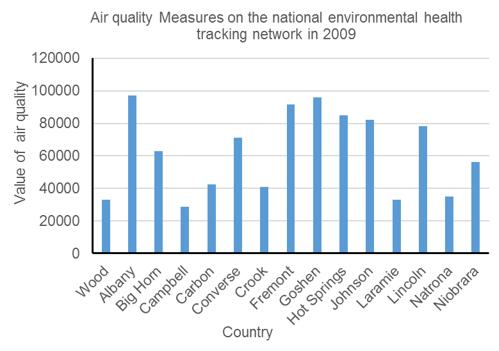 Air quality Measures on the national environmental health
tracking network in 2009
Value of air quality
120000
100000
80000
60000
40000
20000
0
Wood
Albany
Big Horn
Campbell
Carbon
Converse
Crook
Fremont
Goshen
Hot Springs
Johnson
Laramie
Lincoln
Natrona
Niobrara
Country